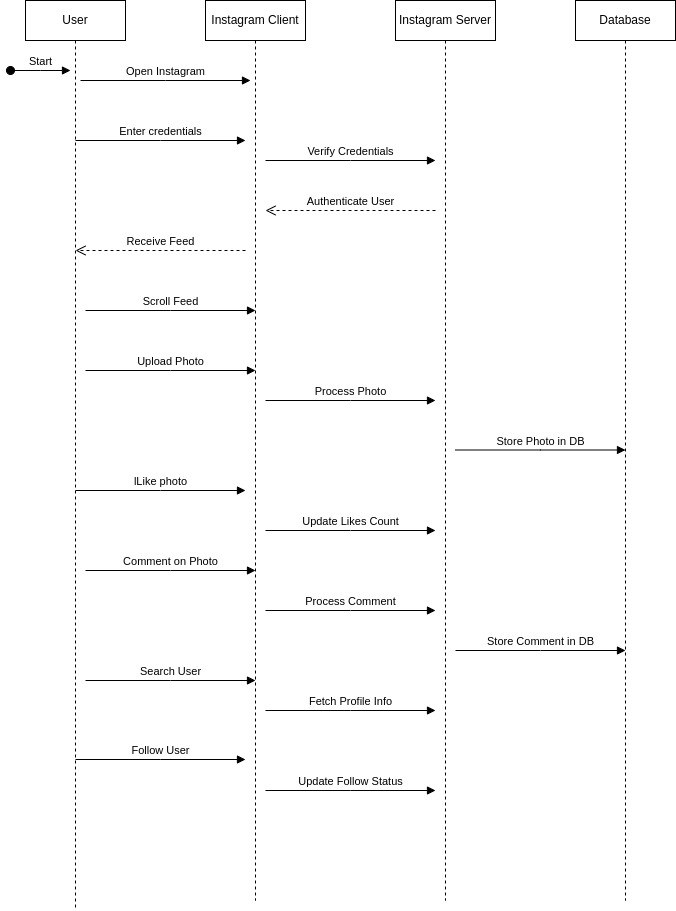 User
Instagram Client
Instagram Server
Database
Start
Open Instagram
Enter credentials
Verify Credentials
Authenticate User
Receive Feed
Scroll Feed
Upload Photo
Process Photo
Store Photo in DB
lLike photo
Update Likes Count
Comment on Photo
Process Comment
Store Comment in DB
Search User
Fetch Profile Info
Follow User
Update Follow Status